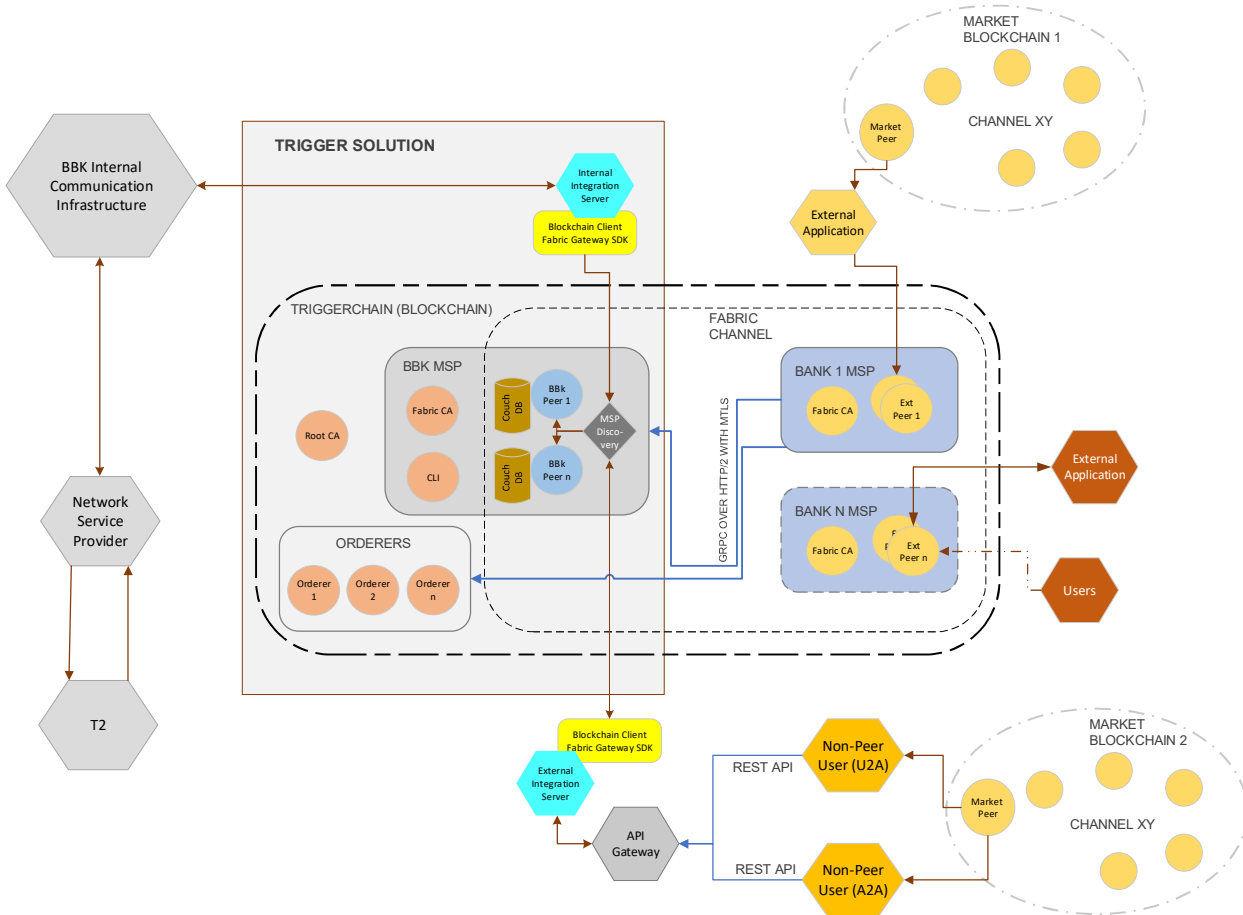 MARKET
BLOCKCHAIN 1
CHANNEL XY
Market
Peer
TRIGGER SOLUTION
BBK Internal
Communication
Infrastructure
Internal
Integration
Server
Blockchain Client
Fabric Gateway SDK
External
Application
TRIGGERCHAIN (BLOCKCHAIN)
FABRIC
CHANNEL
BBK MSP
Fabric CA
CLI
Root CA
Couch
DB
BBk
Peer 1
Couch
DB
BBk
Peer n
MSP
Disco-
very
GRPC OVER HTTP/2 WITH MTLS
BANK 1 MSP
Fabric CA
Ext
Peer 1
BANK N MSP
Fabric CA
Ext
Peer n
External
Application
Users
Network
Service
Provider
ORDERERS
Orderer
1
Orderer
2
Orderer
n
T2
Blockchain Client
Fabric Gateway SDK
External
Integration
Server
API
Gateway
REST API
REST API
Non-Peer
User (U2A)
Non-Peer
User (A2A)
MARKET
BLOCKCHAIN 2
Market
Peer
CHANNEL XY